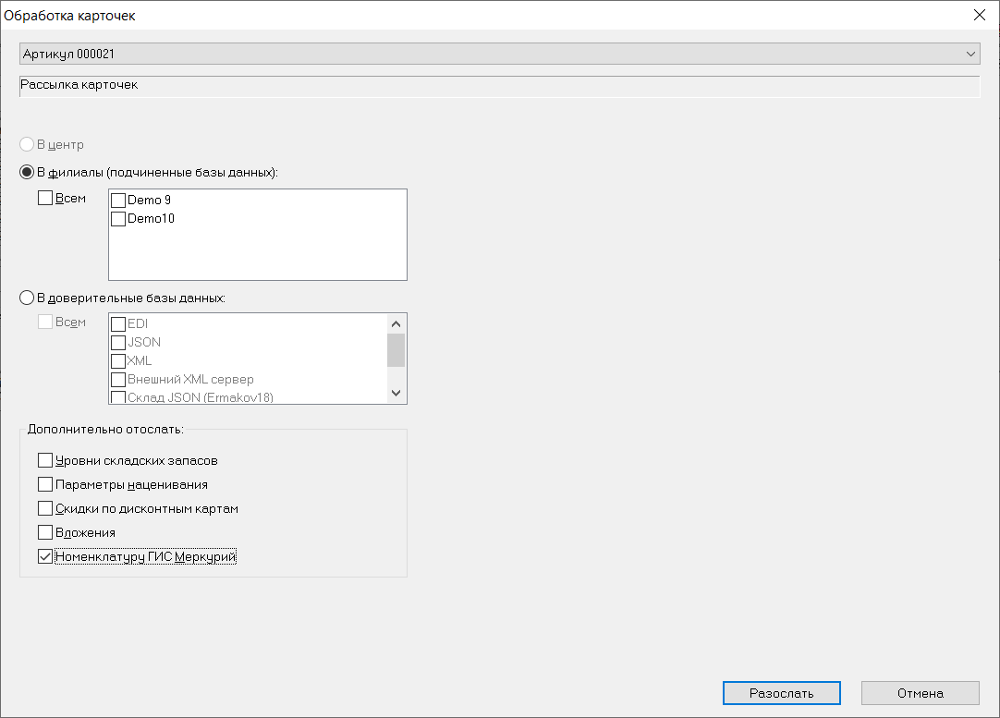 Обработка карточек
Артикул 000021
Рассылка карточек
В центр
В филиалы (подчиненные базы данных):
Всем
Demo 9
Demo10
В доверительные базы данных:
Всем
EDI
JSON
XML
Внешний XML сервер
Склад JSON (Ermakov18)
Дополнительно отослать:
Уровни складских запасов
Параметры наценивания
Скидки по дисконтным картам
Вложения
Номенклатуру ГИС Меркурий
Разослать
Отмена